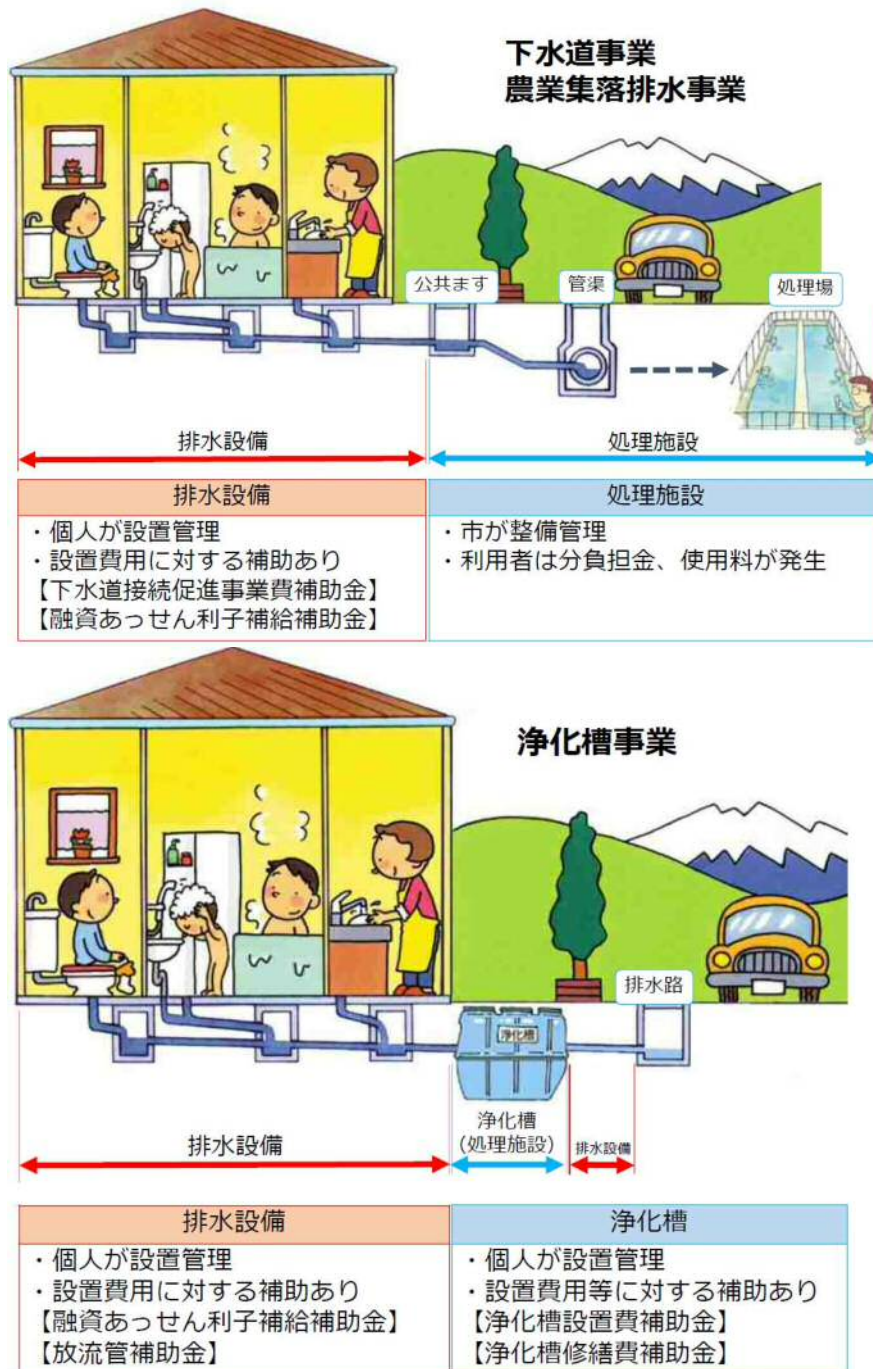 下水道事業
農業集落排水事業
公共ます
管渠
処理場
排水設備
処理施設
排水設備
処理施設
・個人が設置管理
・設置費用に対する補助あり
【下水道接続促進事業費補助金】
【融資あっせん利子補給補助金】
・市が整備管理
・利用者は分負担金、使用料が発生
浄化槽事業
排水路
浄化槽
浄化槽
(処理施設)
排水設備
排水設備
排水設備
浄化槽
・個人が設置管理
・設置費用に対する補助あり
【融資あっせん利子補給補助金】
【放流管補助金】
・個人が設置管理
・設置費用等に対する補助あり
【浄化槽設置費補助金】
【浄化槽修繕費補助金】